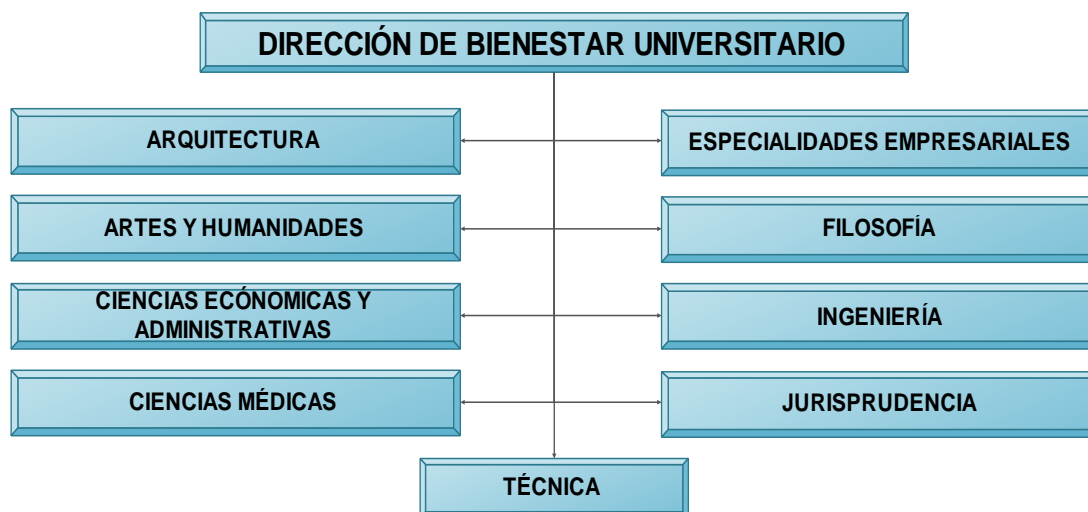 DIRECCIÓN DE BIENESTAR UNIVERSITARIO
ARQUITECTURA
ESPECIALIDADES EMPRESARIALES
ARTES Y HUMANIDADES
FILOSOFÍA
CIENCIAS ECÓNOMICAS Y
ADMINISTRATIVAS
INGENIERÍA
CIENCIAS MÉDICAS
JURISPRUDENCIA
TÉCNICA